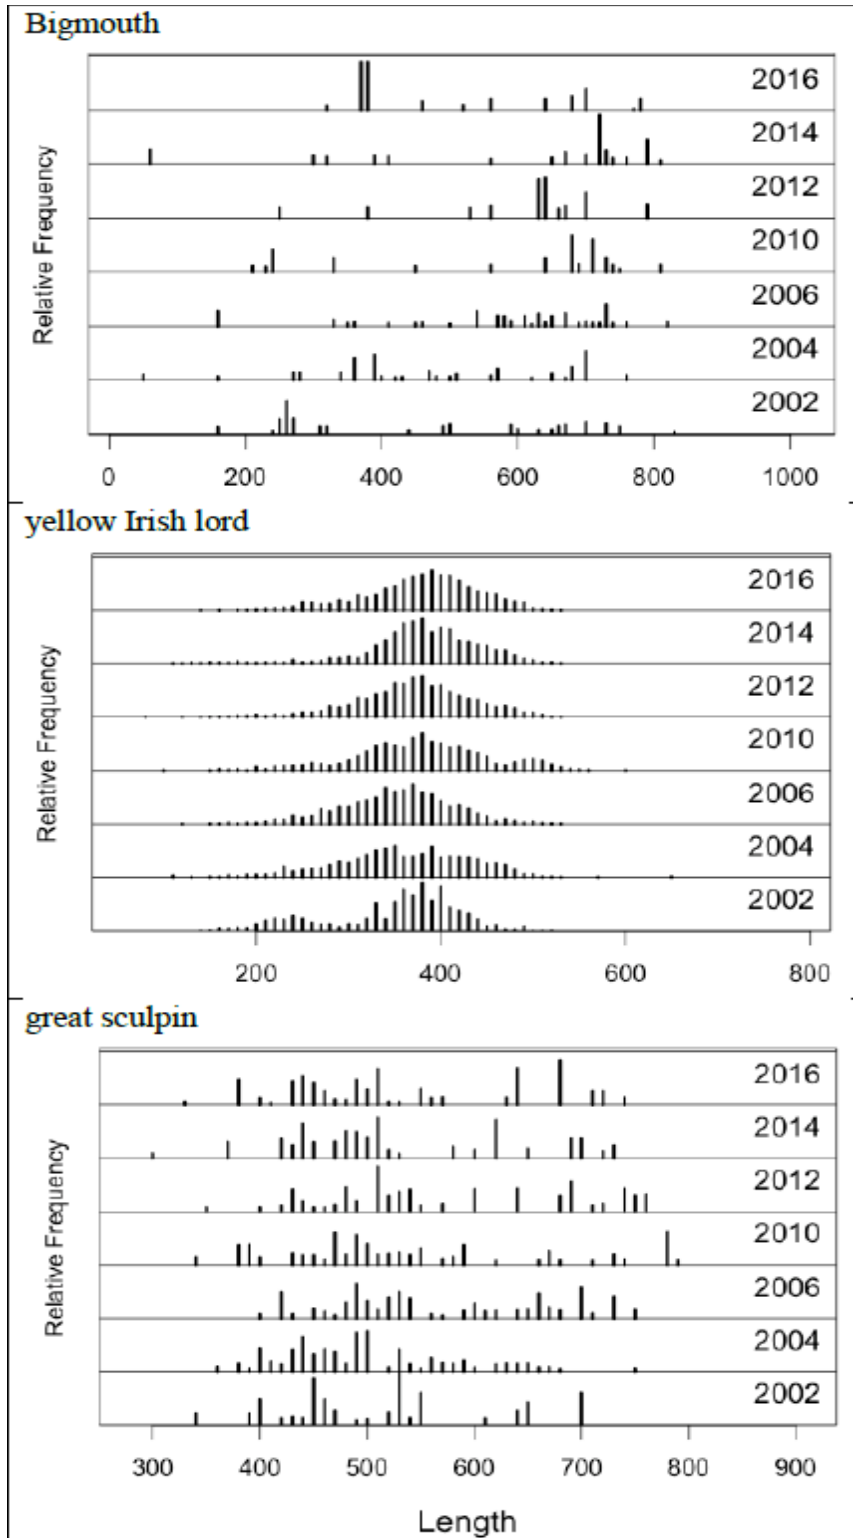 Bigmouth
Relative Frequency
2016
2014
2012
2010
2006
2004
2002
0 200 400 600 800 1000
yellow Irish lord
Relative Frequency
2016
2014
2012
2010
2006
2004
2002
200 400 600 800
great sculpin
Relative Frequency
2016
2014
2012
2010
2006
2004
2002
300 400 500 600 700 800 900
Length